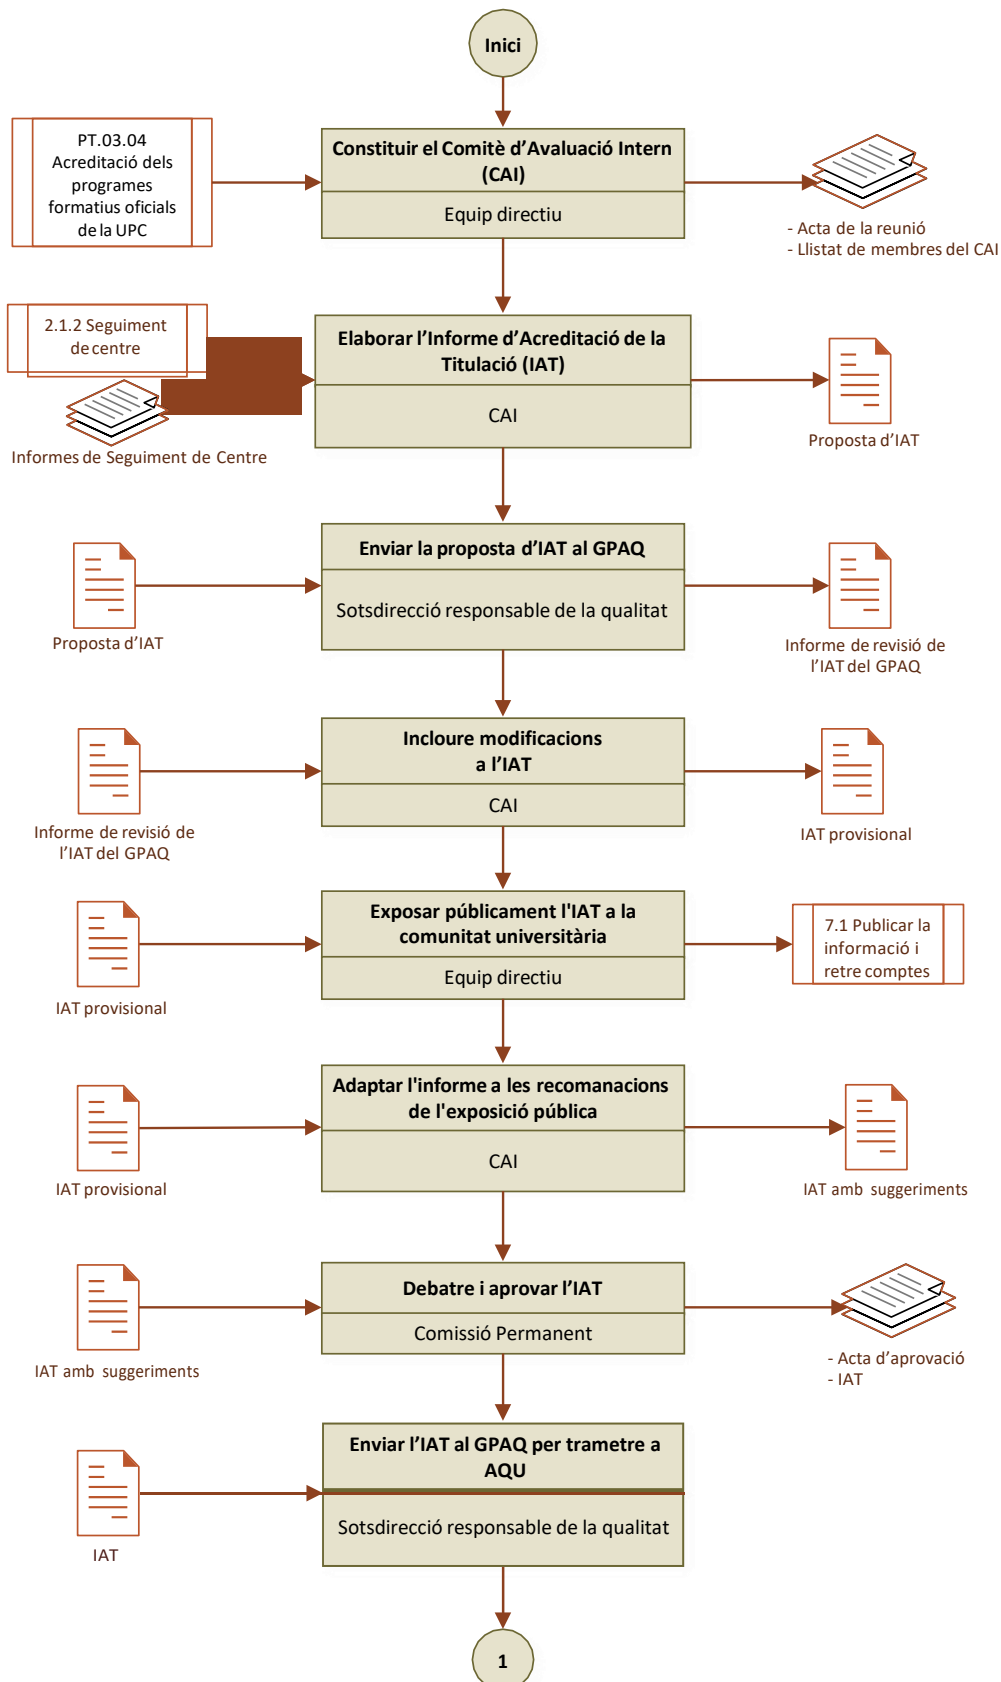 Inici
PT.03.04
Acreditació dels
programes
formatius oficials
de la UPC
Constituir el Comitè d'Avaluació Intern
(CAI)
Equip directiu
- Acta de la reunió
- Llistat de membres del CAI
2.1.2 Seguiment
de centre
Informes de Seguiment de Centre
Elaborar l'Informe d'Acreditació de la
Titulació (IAT)
CAI
Proposta d'IAT
Proposta d'IAT
Enviar la proposta d'IAT al GPAQ
Sotsdirecció responsable de la qualitat
Informe de revisió de
l'IAT del GPAQ
Informe de revisió de
l'IAT del GPAQ
Incloure modificacions
a l'IAT
CAI
IAT provisional
IAT provisional
Exposar públicament l'IAT a la
comunitat universitària
Equip directiu
7.1 Publicar la
informació i
retre comptes
IAT provisional
Adaptar l'informe a les recomanacions
de l'exposició pública
CAI
IAT amb suggeriments
IAT amb suggeriments
Debatre i aprovar l'IAT
Comissió Permanent
- Acta d'aprovació
- IAT
IAT
Enviar l'IAT al GPAQ per trametre a
AQU
Sotsdirecció responsable de la qualitat
1